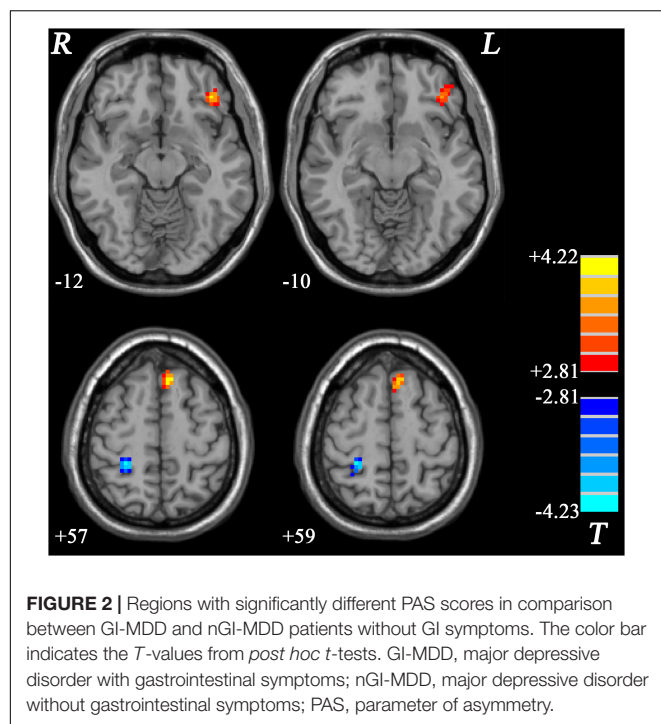 R
L
-12
-10
+4.22
+2.81
-2.81
-4.23
T
+57
+59
FIGURE 2 | Regions with significantly different PAS scores in comparison
between GI-MDD and nGI-MDD patients without GI symptoms. The color bar
indicates the T-values from post hoc t-tests. GI-MDD, major depressive
disorder with gastrointestinal symptoms; nGI-MDD, major depressive disorder
without gastrointestinal symptoms; PAS, parameter of asymmetry.